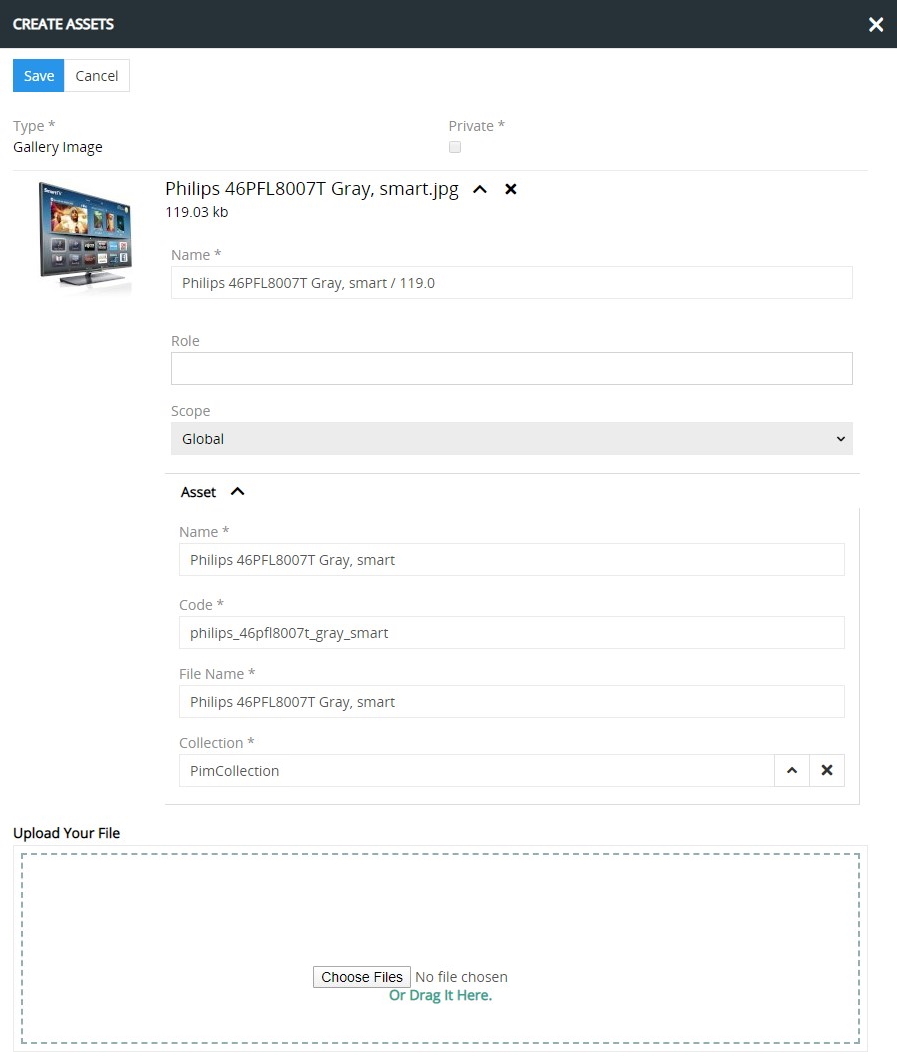 CREATE ASSETS
Save Cancel
Type * Private *
Gallery Image
Philips 46PFL8007T Gray, smart.jpg
119.03 kb
Name *
Philips 46PFL8007T Gray, smart / 119.0
Role
Scope
Global
Asset
Name *
Philips 46PFL8007T Gray, smart
Code *
philips_46pfl8007t_gray_smart
File Name *
Philips 46PFL8007T Gray, smart
Collection *
PimCollection
Upload Your File
Choose Files No file chosen
Or Drag It Here.